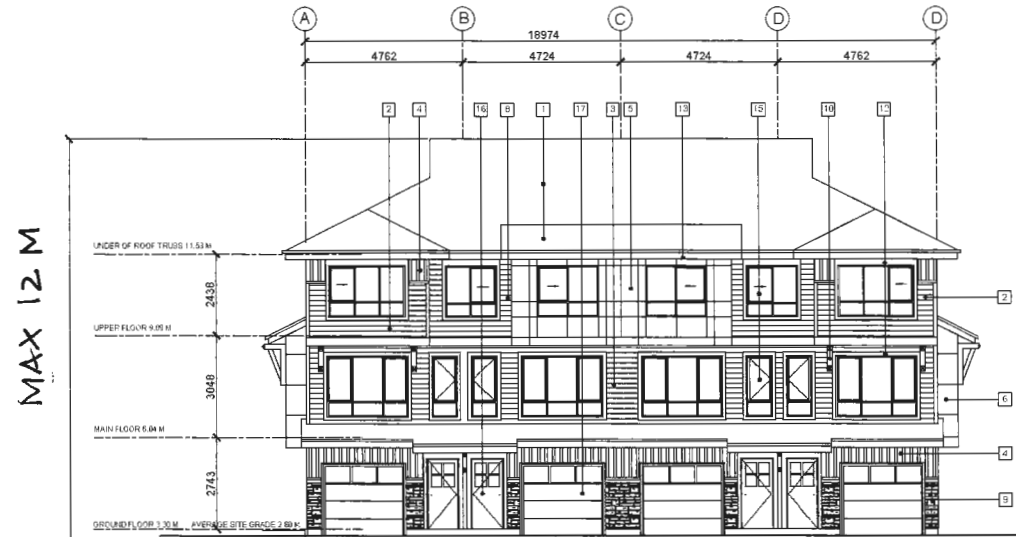 A B C D D
18974
4762 4724 4724 4762
2 4 16 8 1 17 3 5 13 15 10 12
MAX 12 M
UNDER OF ROOF TRUSS 11.53 M
2438
2
UPPER FLOOR 9.09 M
3048
6
MAIN FLOOR 6.04 M
2743
4
9
GROUND FLOOR 3.30 M AVERAGE SITE GRADE